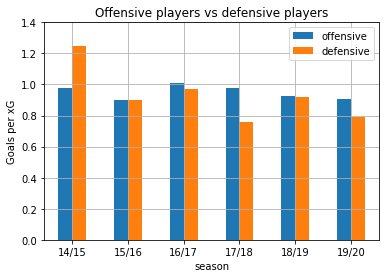 Offensive players vs defensive players
offensive
defensive
Goals per xG
1.4
1.2
1.0
0.8
0.6
0.4
0.2
0.0
14/15 15/16 16/17 17/18 18/19 19/20
season